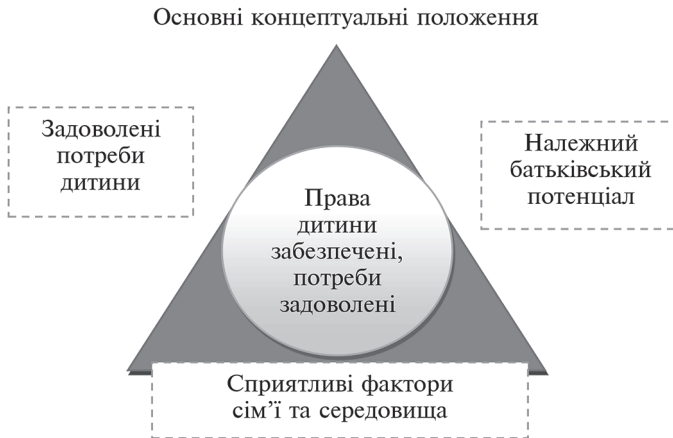 Основні концептуальні положення
Задоволені
потреби
дитини
Належний
батьківський
потенціал
Права
дитини
забезпечені,
потреби
задоволені
Сприятливі фактори
сім’ї та середовища